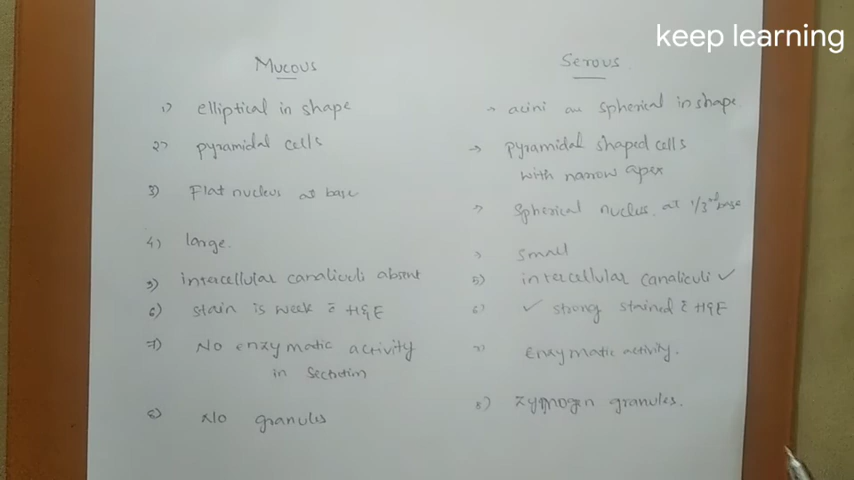 keep learning
Mucous
1) elliptical in shape
2) pyramidal cells
3) Flat nucleus at base
4) large.
5) intercellular canaliculi absent
6) stain is week c̄ H&E
7) No enzymatic activity
in secretion
8) No granules
Serous
acini are spherical in shape
→ pyramidal shaped cells
with narrow apex
spherical nucleus at 1/3rd base
small
5) intercellular canaliculi ✓
6) ✓ strong stained c̄ H&E
7) enzymatic activity.
8) zymogen granules.